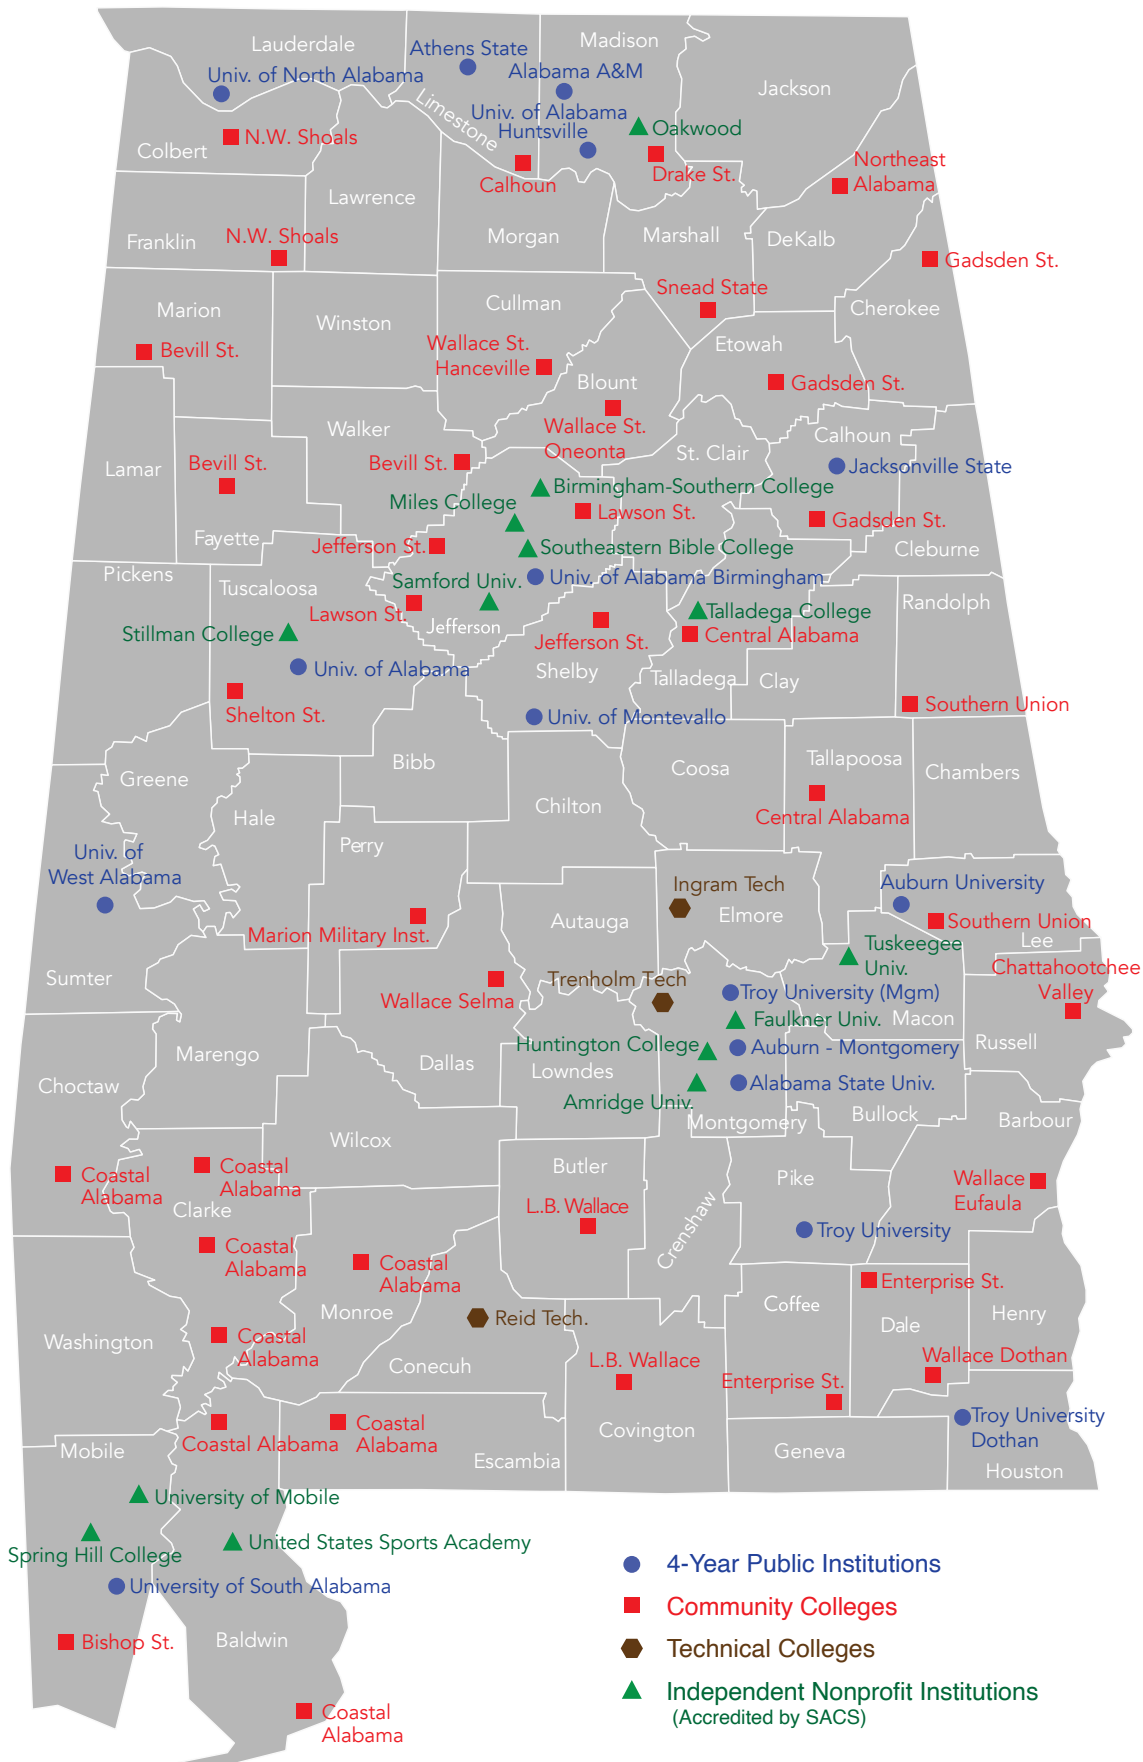 Lauderdale
Madison
Athens State
Univ. of North Alabama
Alabama A&M
Jackson
Limestone
Univ. of Alabama
Huntsville
Oakwood
N.W. Shoals
Colbert
Calhoun
Drake St.
Northeast
Alabama
Lawrence
Franklin
N.W. Shoals
Morgan
Marshall
DeKalb
Gadsden St.
Snead State
Cherokee
Marion
Winston
Cullman
Bevill St.
Wallace St.
Hanceville
Etowah
Blount
Gadsden St.
Wallace St.
Oneonta
Walker
Calhoun
St. Clair
Lamar
Bevill St.
Bevill St.
Jacksonville State
Birmingham-Southern College
Miles College
Lawson St.
Gadsden St.
Fayette
Jefferson St.
Southeastern Bible College
Cleburne
Pickens
Tuscaloosa
Samford Univ.
Univ. of Alabama Birmingham
Randolph
Lawson St.
Jefferson
Talladega College
Stillman College
Jefferson St.
Central Alabama
Univ. of Alabama
Shelby
Talladega
Clay
Shelton St.
Univ. of Montevallo
Southern Union
Bibb
Greene
Coosa
Tallapoosa
Chambers
Hale
Chilton
Central Alabama
Perry
Univ. of
West Alabama
Ingram Tech
Auburn University
Autauga
Elmore
Marion Military Inst.
Southern Union
Lee
Tuskeegee
Univ.
Sumter
Wallace Selma
Trenholm Tech
Troy University (Mgm)
Chattahootchee
Valley
Faulkner Univ.
Macon
Marengo
Dallas
Huntington College
Auburn - Montgomery
Russell
Choctaw
Lowndes
Alabama State Univ.
Amridge Univ.
Montgomery
Bullock
Barbour
Wilcox
Coastal
Alabama
Coastal
Alabama
Butler
Pike
Wallace
Eufaula
Clarke
L.B. Wallace
Crenshaw
Troy University
Coastal
Alabama
Coastal
Alabama
Enterprise St.
Monroe
Reid Tech.
Coffee
Dale
Henry
Washington
Coastal
Alabama
Conecuh
L.B. Wallace
Wallace Dothan
Enterprise St.
Coastal Alabama
Coastal
Alabama
Covington
Troy University
Dothan
Mobile
Escambia
Geneva
Houston
University of Mobile
Spring Hill College
United States Sports Academy
University of South Alabama
Bishop St.
Baldwin
Coastal
Alabama
4-Year Public Institutions
Community Colleges
Technical Colleges
Independent Nonprofit Institutions
(Accredited by SACS)